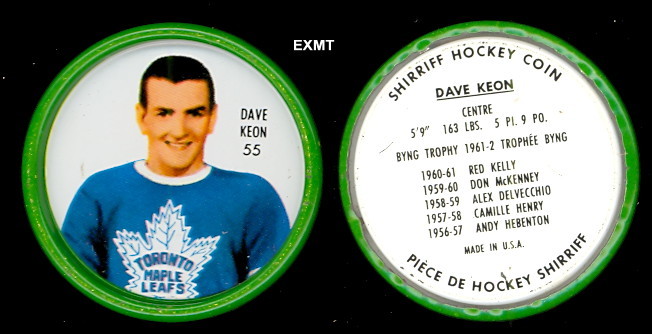 EXMT
DAVE
KEON
55
TORONTO
MAPLE
LEAFS
SHIRRIFF HOCKEY COIN
DAVE KEON
CENTRE
5'9" 163 LBS. 5 PI. 9 PO.
BYNG TROPHY 1961-2 TROPHÉE BYNG
1960-61 RED KELLY
1959-60 DON McKENNEY
1958-59 ALEX DELVECCHIO
1957-58 CAMILLE HENRY
1956-57 ANDY HEBENTON
MADE IN U.S.A.
PIÈCE DE HOCKEY SHIRRIFF